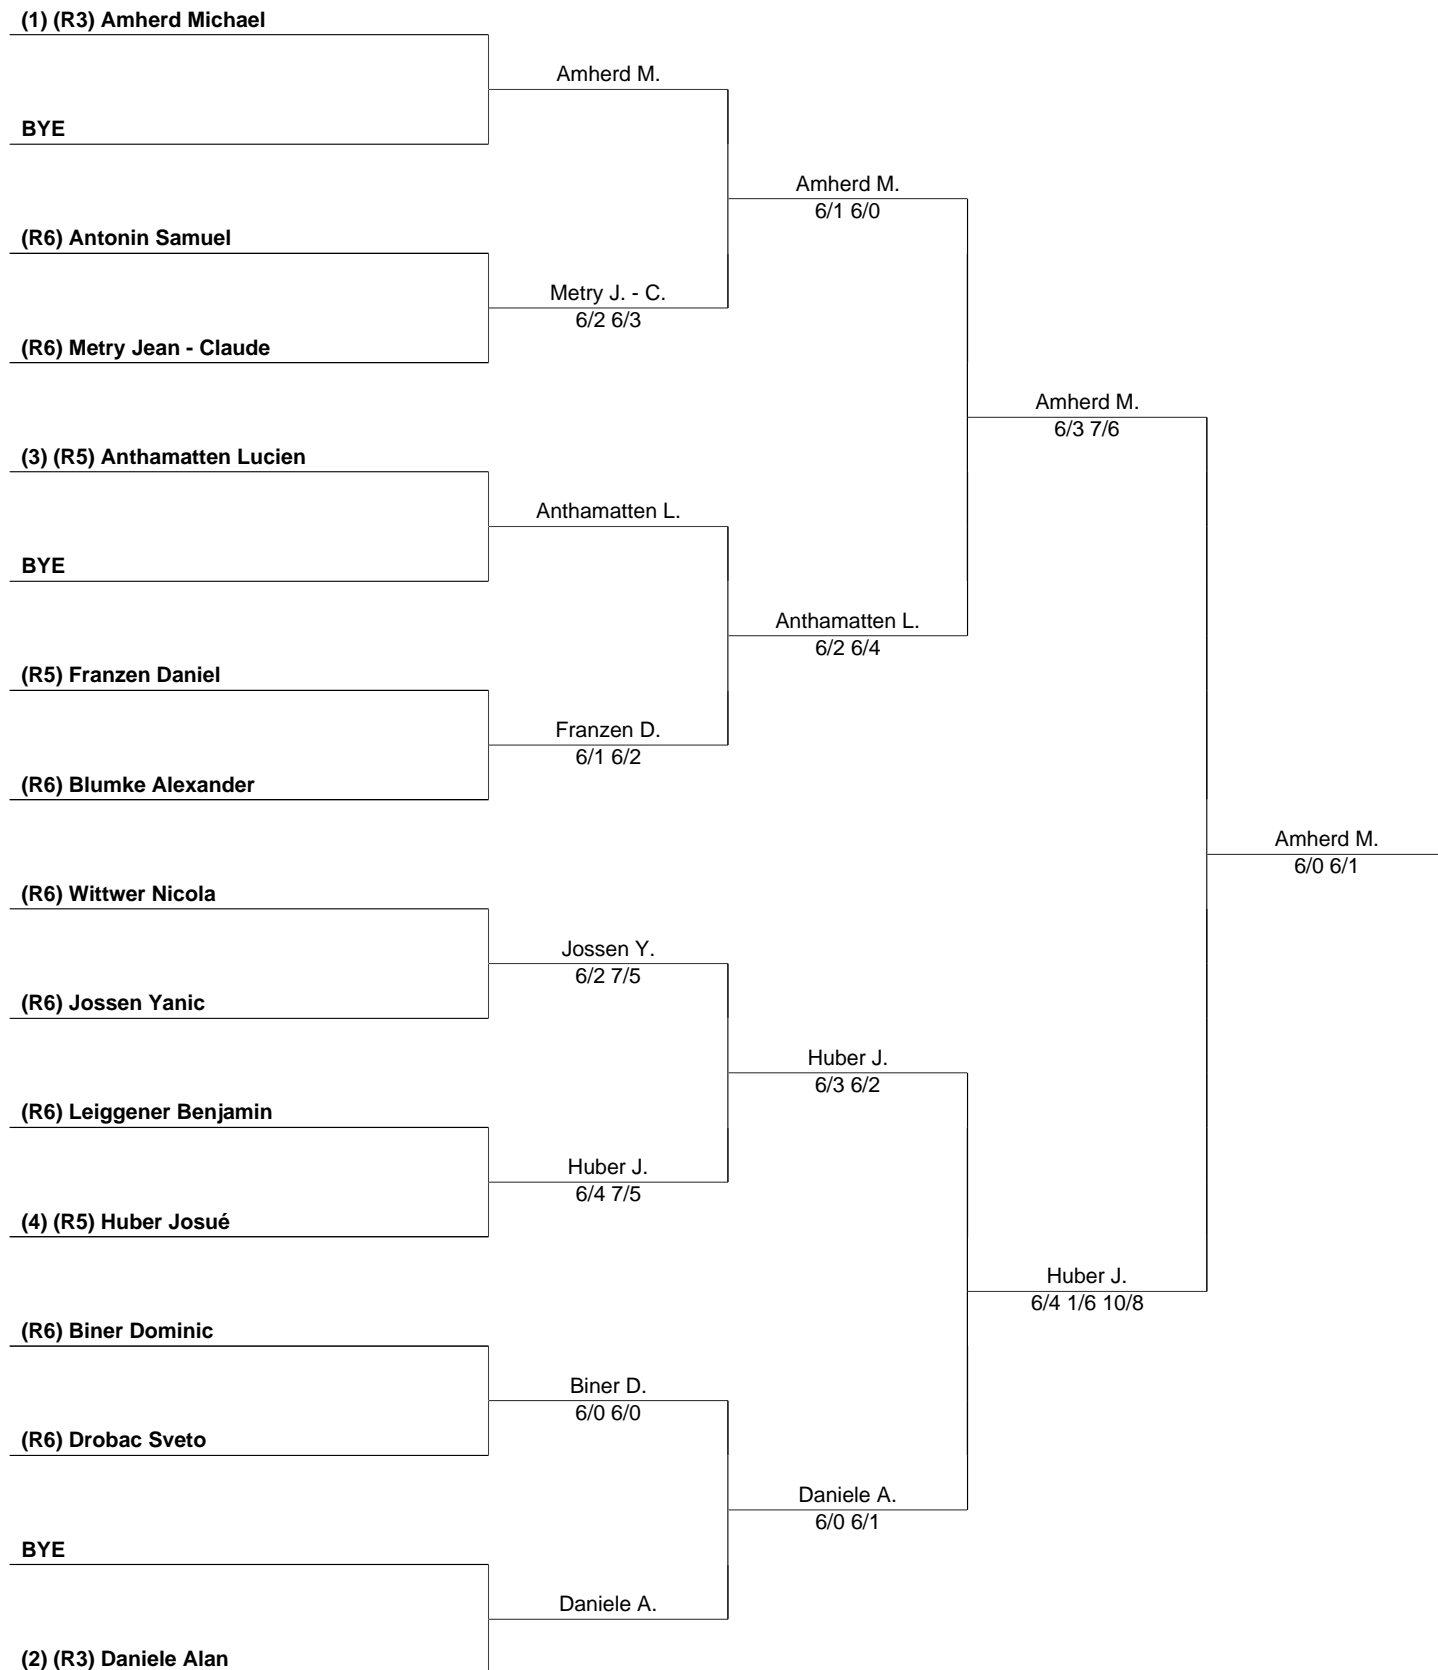 (1) (R3) Amherd Michael
Amherd M.
BYE
Amherd M.
6/1 6/0
(R6) Antonin Samuel
Metry J. - C.
6/2 6/3
(R6) Metry Jean - Claude
Amherd M.
6/3 7/6
(3) (R5) Anthamatten Lucien
Anthamatten L.
BYE
Anthamatten L.
6/2 6/4
(R5) Franzen Daniel
Franzen D.
6/1 6/2
(R6) Blumke Alexander
Amherd M.
6/0 6/1
(R6) Wittwer Nicola
Jossen Y.
6/2 7/5
(R6) Jossen Yanic
Huber J.
6/3 6/2
(R6) Leiggener Benjamin
Huber J.
6/4 7/5
(4) (R5) Huber Josué
Huber J.
6/4 1/6 10/8
(R6) Biner Dominic
Biner D.
6/0 6/0
(R6) Drobac Sveto
Daniele A.
6/0 6/1
BYE
Daniele A.
(2) (R3) Daniele Alan